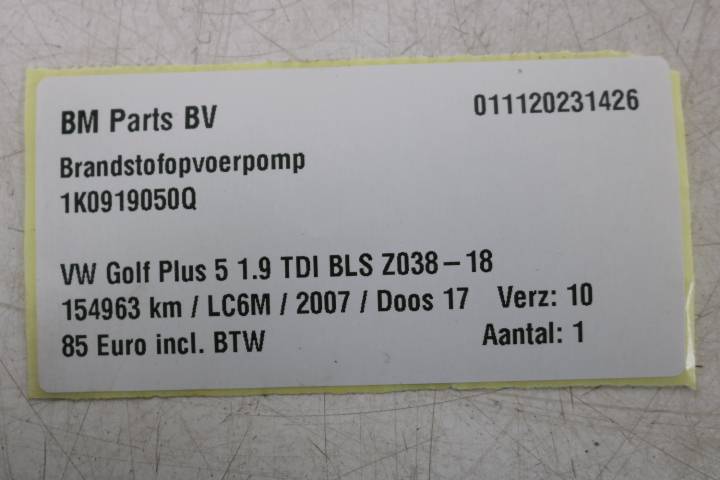 BM Parts BV 011120231426
Brandstofopvoerpomp
1K0919050Q
VW Golf Plus 5 1.9 TDI BLS Z038-18
154963 km / LC6M / 2007 / Doos 17 Verz: 10
85 Euro incl. BTW Aantal: 1